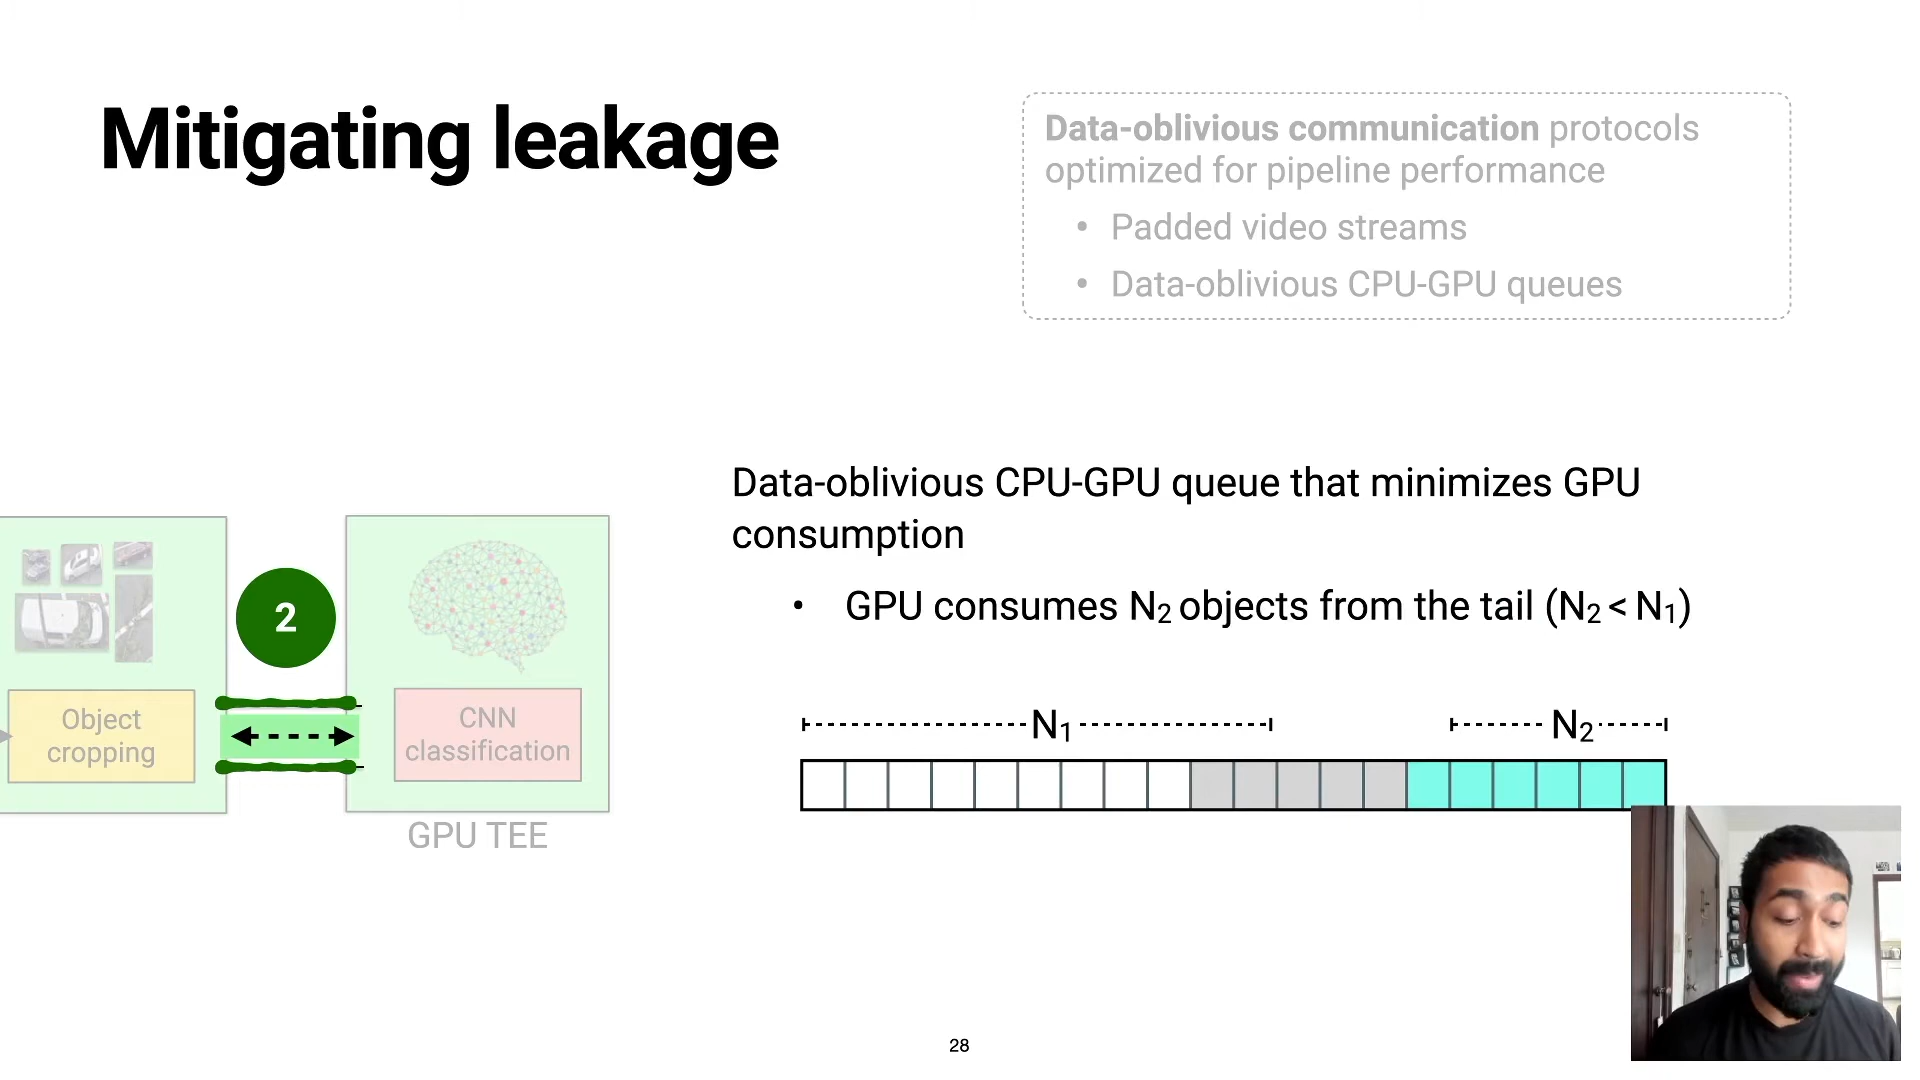 Mitigating leakage
Data-oblivious communication protocols
optimized for pipeline performance
• Padded video streams
• Data-oblivious CPU-GPU queues
Data-oblivious CPU-GPU queue that minimizes GPU
consumption
• GPU consumes N₂ objects from the tail (N₂ < N₁)
2
Object
cropping
CNN
classification
GPU TEE
N₁
N₂
28